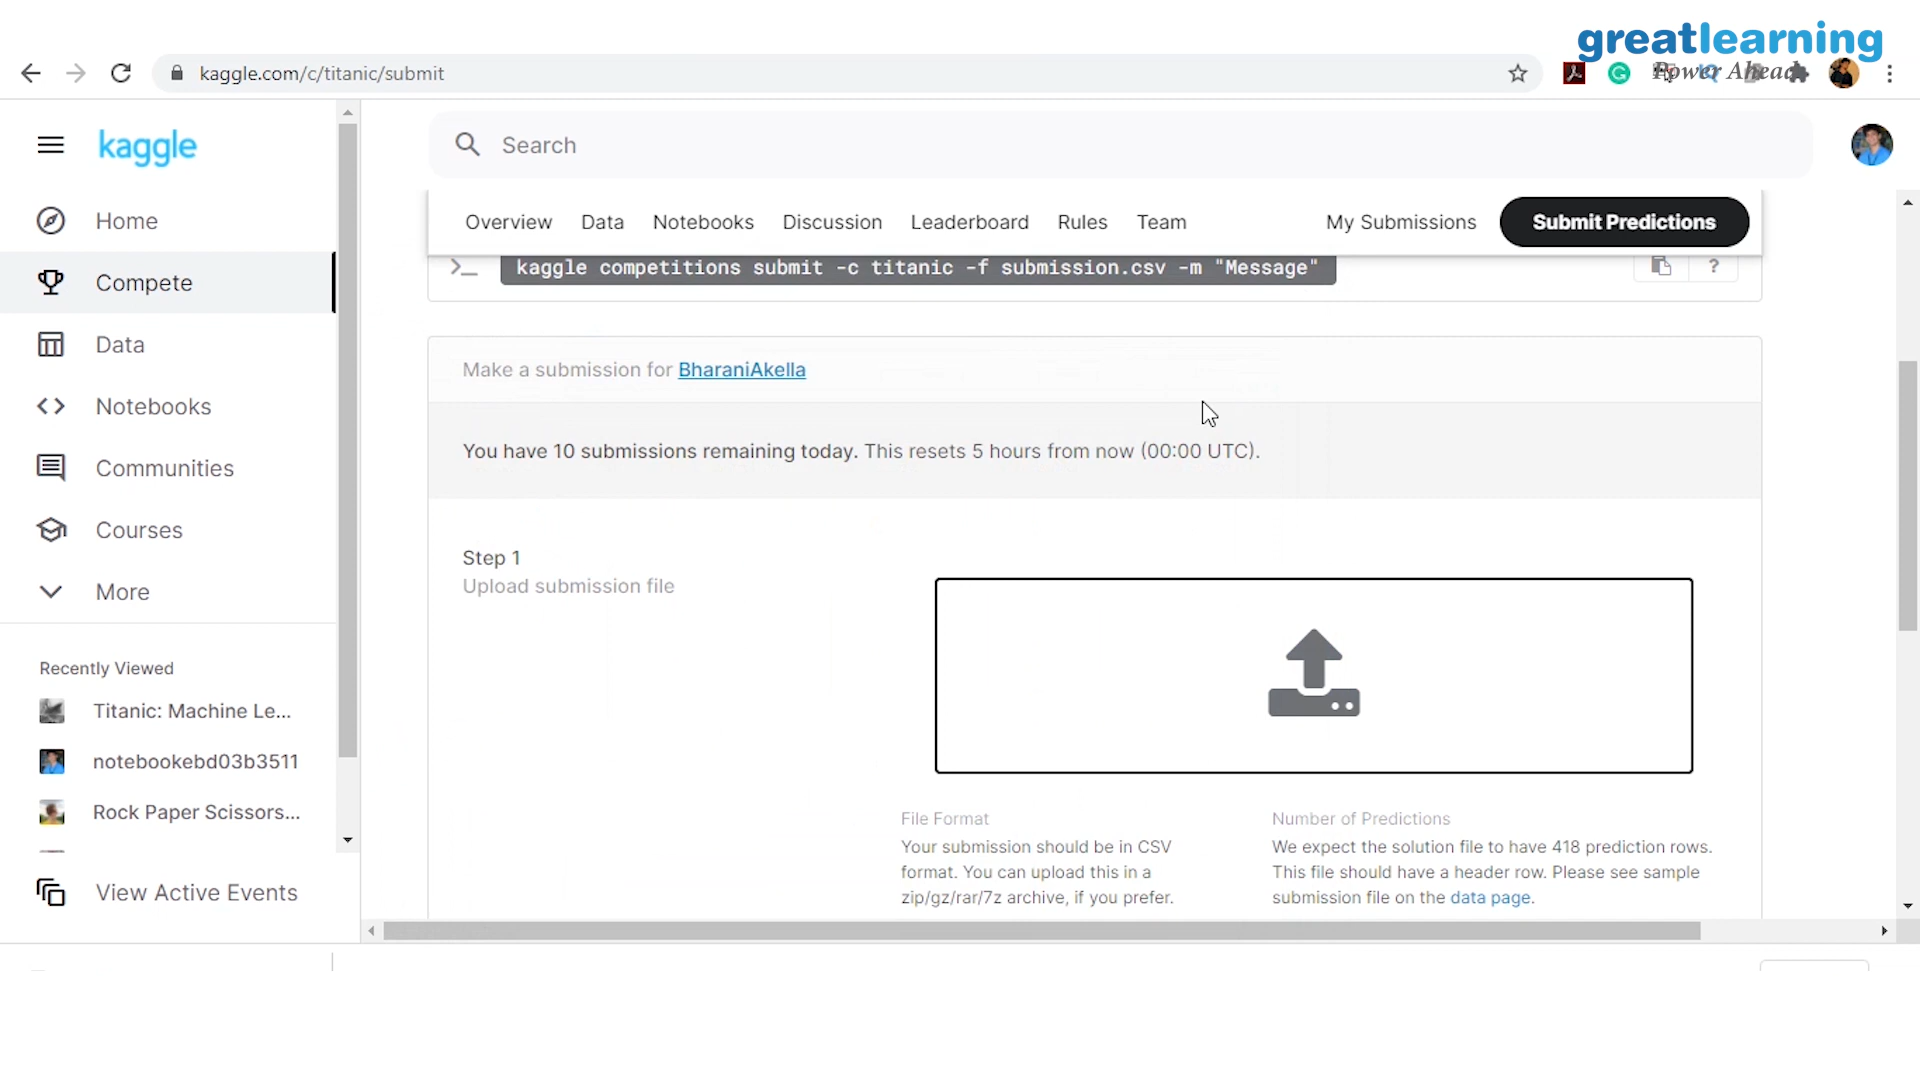 greatlearning
Power Ahead
kaggle.com/c/titanic/submit
kaggle
Search
Home
Compete
Data
Notebooks
Communities
Courses
More
Recently Viewed
Titanic: Machine Le...
notebookebd03b3511
Rock Paper Scissors...
View Active Events
Overview Data Notebooks Discussion Leaderboard Rules Team My Submissions Submit Predictions
>_ kaggle competitions submit -c titanic -f submission.csv -m "Message" ?
Make a submission for BharaniAkella
You have 10 submissions remaining today. This resets 5 hours from now (00:00 UTC).
Step 1
Upload submission file
File Format
Your submission should be in CSV
format. You can upload this in a
zip/gz/rar/7z archive, if you prefer.
Number of Predictions
We expect the solution file to have 418 prediction rows.
This file should have a header row. Please see sample
submission file on the data page.